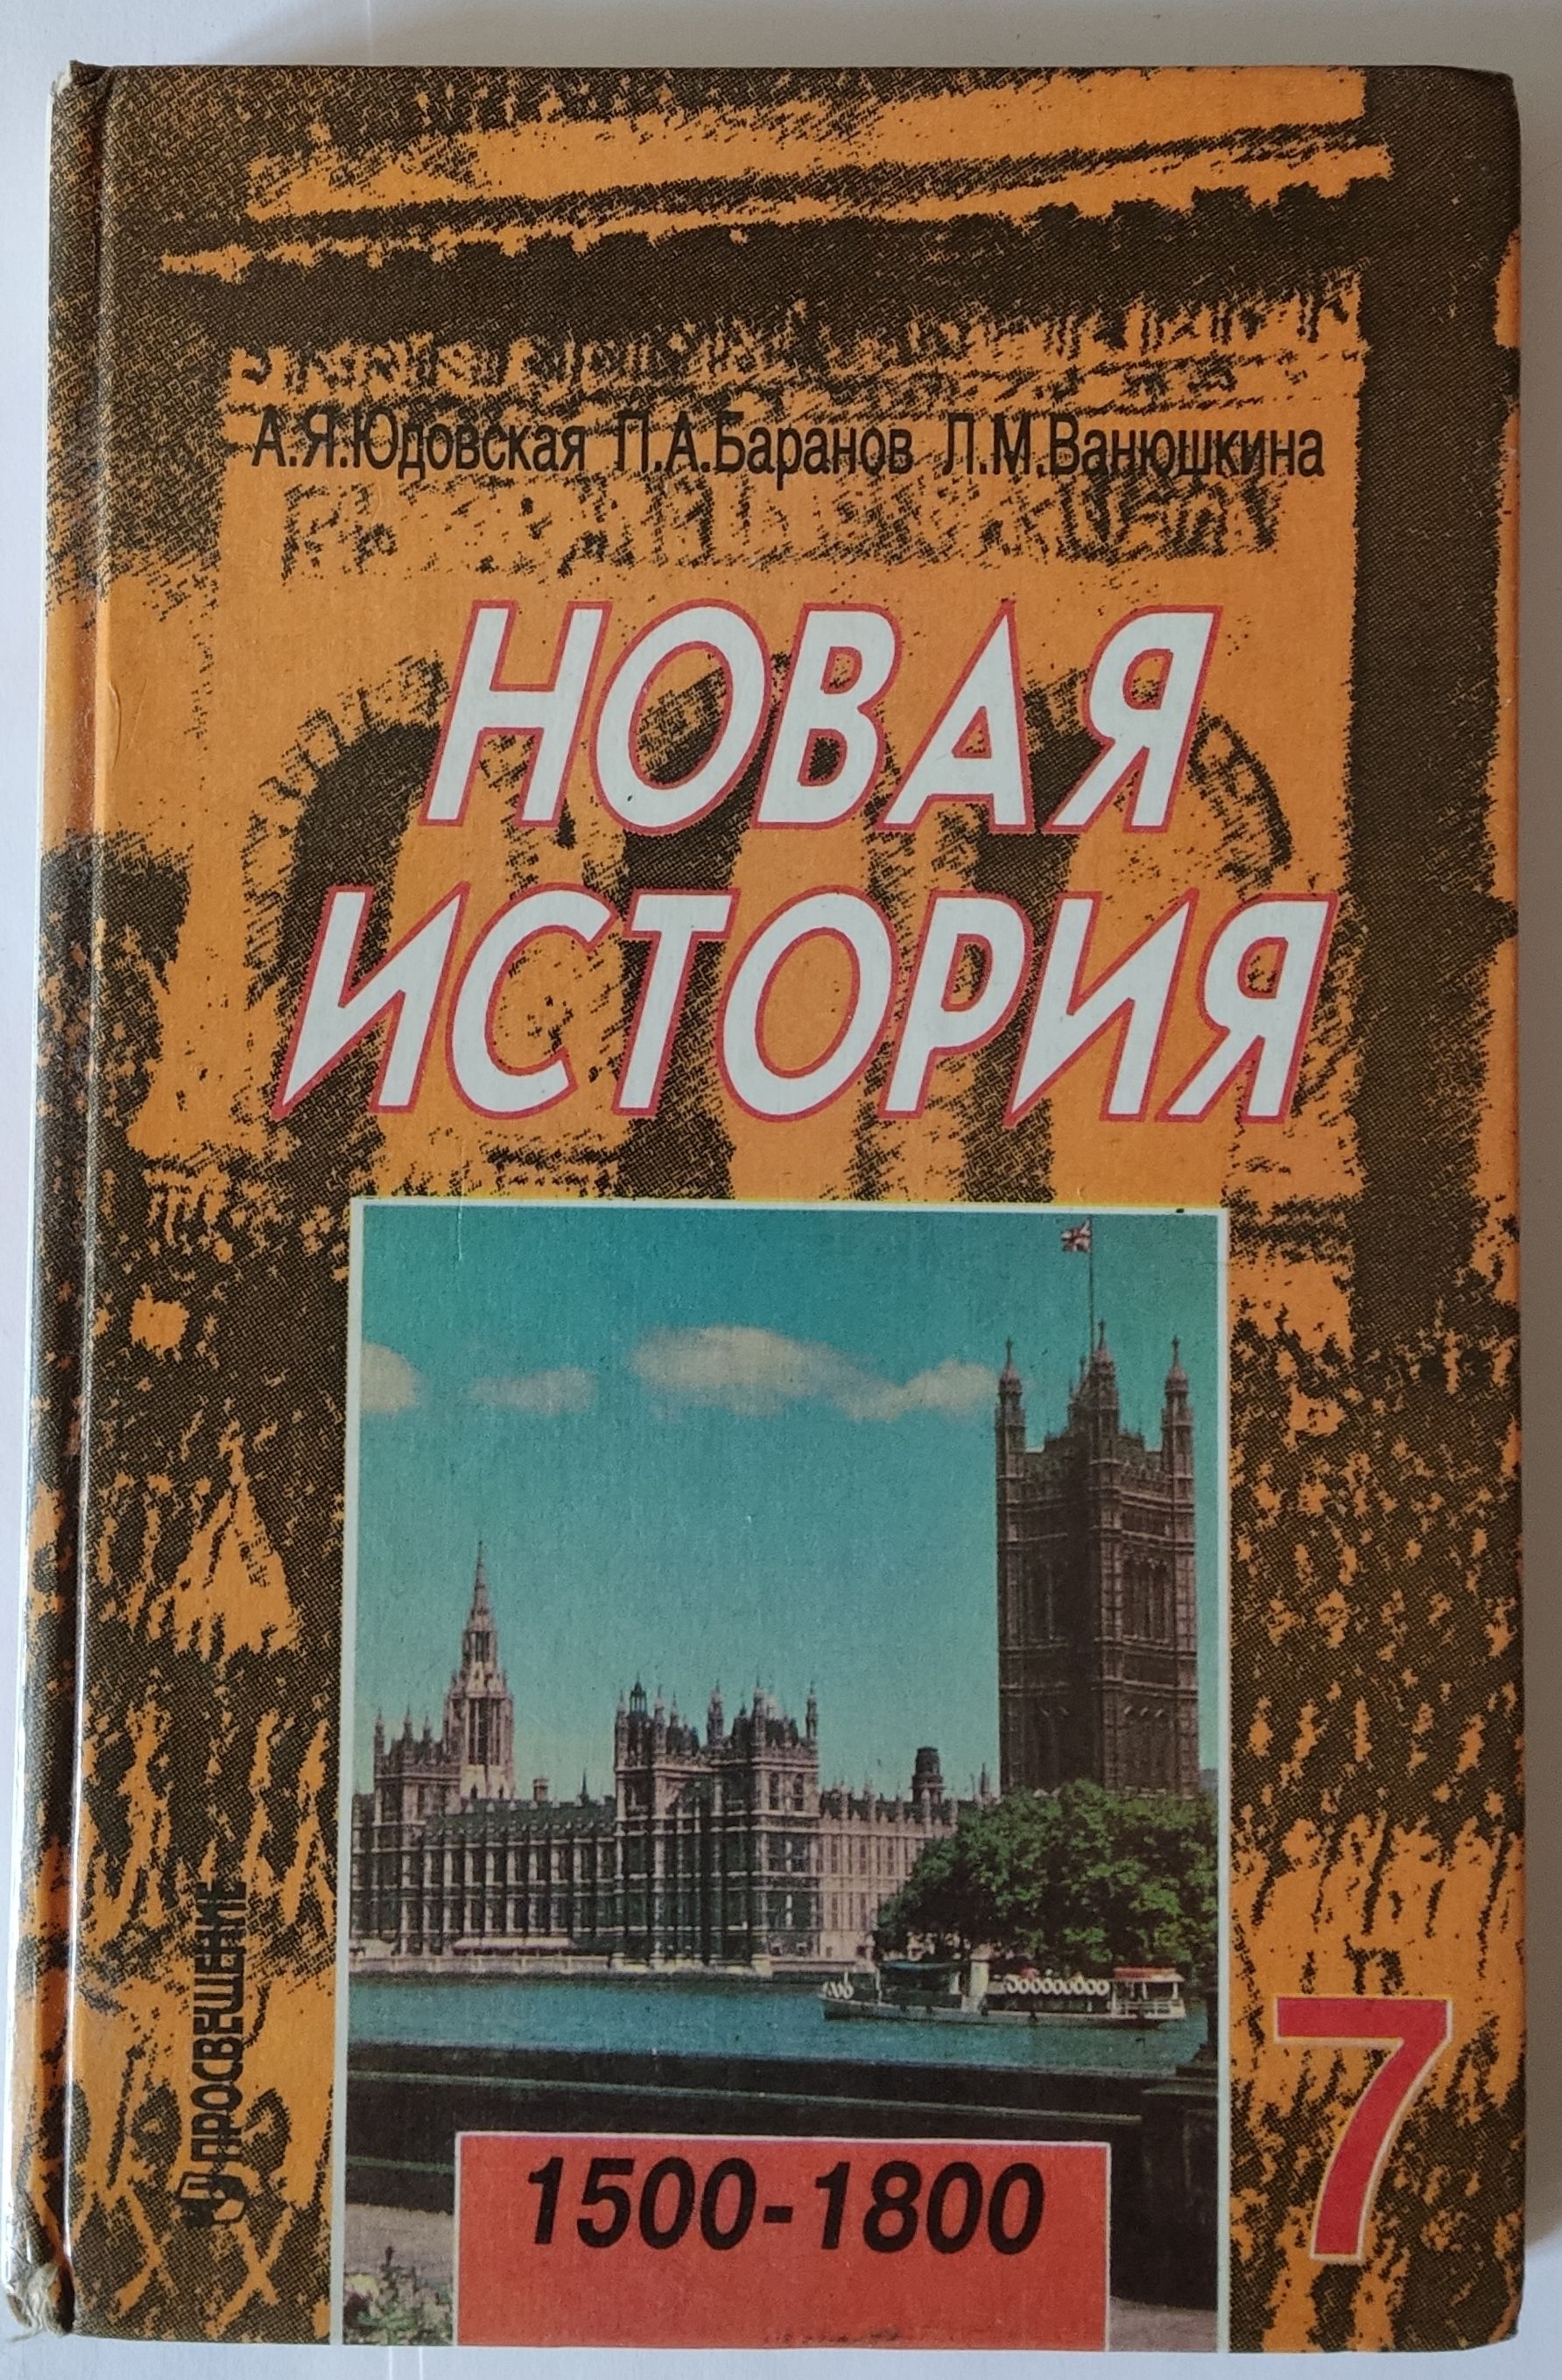 А.Я.Юдовская П.А.Баранов Л.М.Ванюшкина
НОВАЯ
ИСТОРИЯ
ПРОСВЕЩЕНИЕ
7
1500-1800